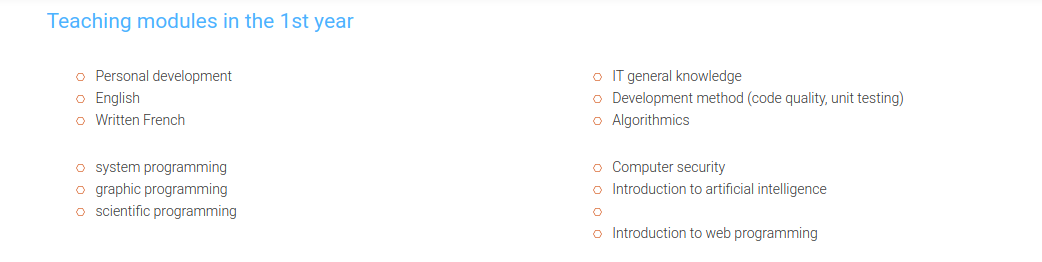 Teaching modules in the 1st year
Personal development
English
Written French
system programming
graphic programming
scientific programming
IT general knowledge
Development method (code quality, unit testing)
Algorithmics
Computer security
Introduction to artificial intelligence
Introduction to web programming